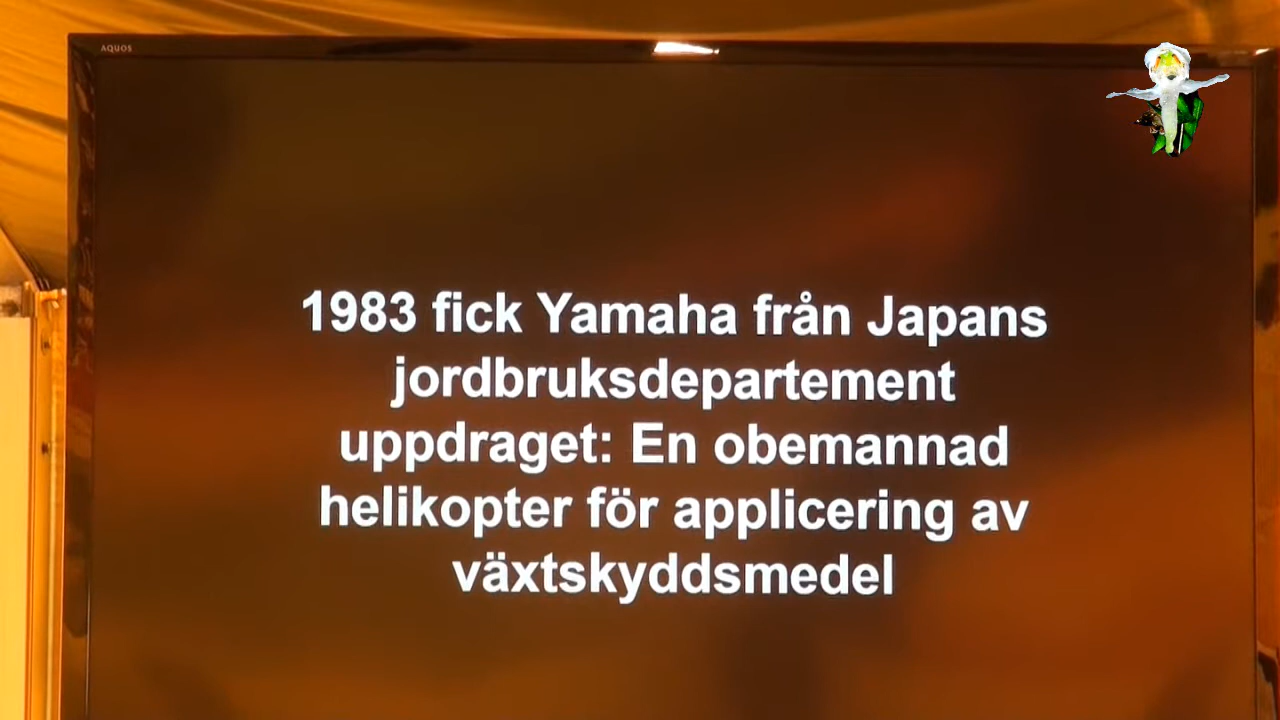 AQUOS
1983 fick Yamaha från Japans
jordbruksdepartement
uppdraget: En obemannad
helikopter för applicering av
växtskyddsmedel